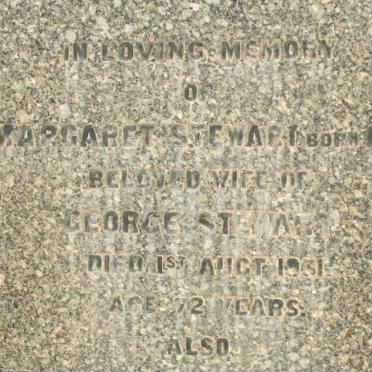 IN LOVING MEMORY
OF
MARGARET STEWART BORN
BELOVED WIFE OF
GEORGE STEWART
DIED 1ST AUGT
AGE 72 YEARS.
ALSO